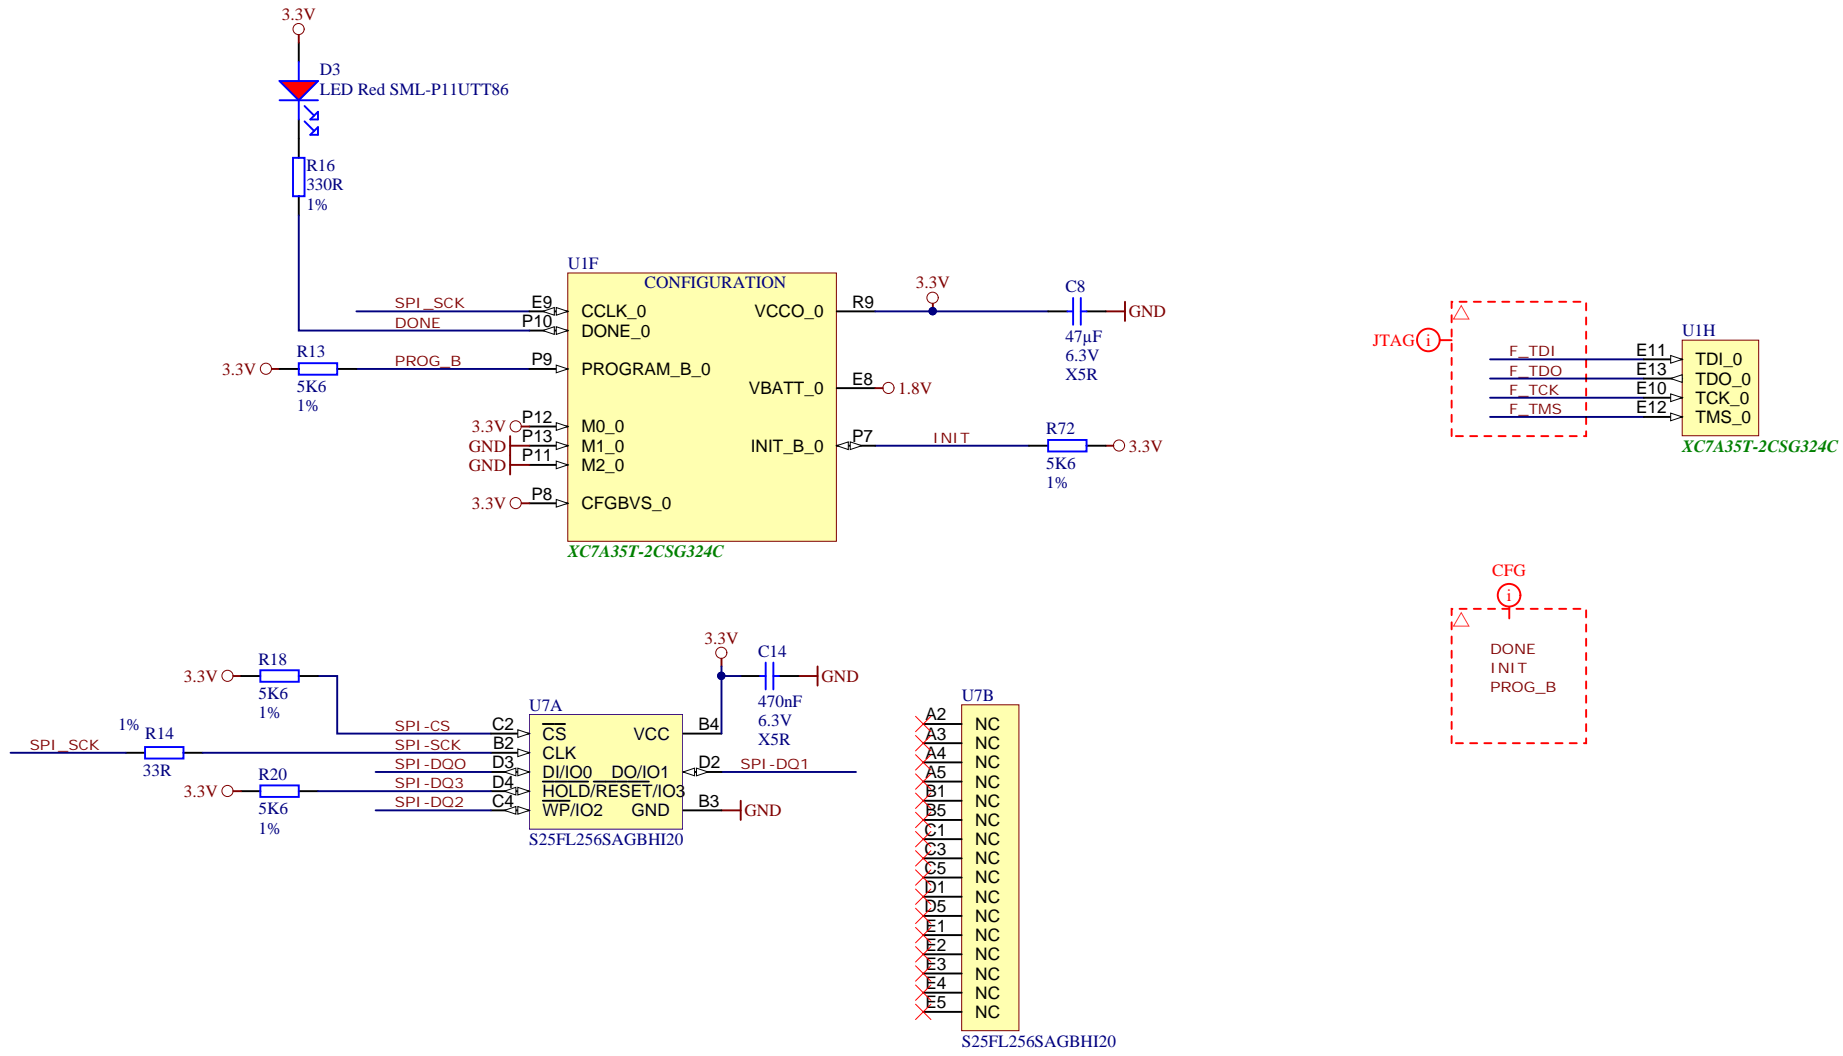 3.3V
D3
LED Red SML-P11UTT86
R16
330R
1%
U1F
CONFIGURATION
SPI_SCK
E9
CCLK_0
DONE
P10
DONE_0
R13
3.3V
5K6
1%
PROG_B
P9
PROGRAM_B_0
3.3V
P12
M0_0
GND
P13
M1_0
GND
P11
M2_0
3.3V
P8
CFGBVS_0
VCCO_0
R9
3.3V
C8
GND
47µF
6.3V
X5R
VBATT_0
E8
1.8V
INIT_B_0
P7
INIT
R72
3.3V
5K6
1%
XC7A35T-2CSG324C
JTAG
i
U1H
F_TDI
E11
TDI_0
F_TDO
E13
TDO_0
F_TCK
E10
TCK_0
F_TMS
E12
TMS_0
XC7A35T-2CSG324C
CFG
i
DONE
INIT
PROG_B
R18
3.3V
5K6
1%
1%
R14
SPI_SCK
33R
R20
3.3V
5K6
1%
U7A
SPI-CS
C2
CS
SPI-SCK
B2
CLK
SPI-DQ0
D3
DI/IO0
SPI-DQ3
D4
HOLD/RESET/IO3
SPI-DQ2
C4
WP/IO2
VCC
B4
3.3V
C14
GND
470nF
6.3V
X5R
DO/IO1
D2
SPI-DQ1
GND
B3
GND
S25FL256SAGBHI20
U7B
A2 NC
A3 NC
A4 NC
A5 NC
B1 NC
B5 NC
C1 NC
C3 NC
C5 NC
D1 NC
D5 NC
E1 NC
E2 NC
E3 NC
E4 NC
E5 NC
S25FL256SAGBHI20